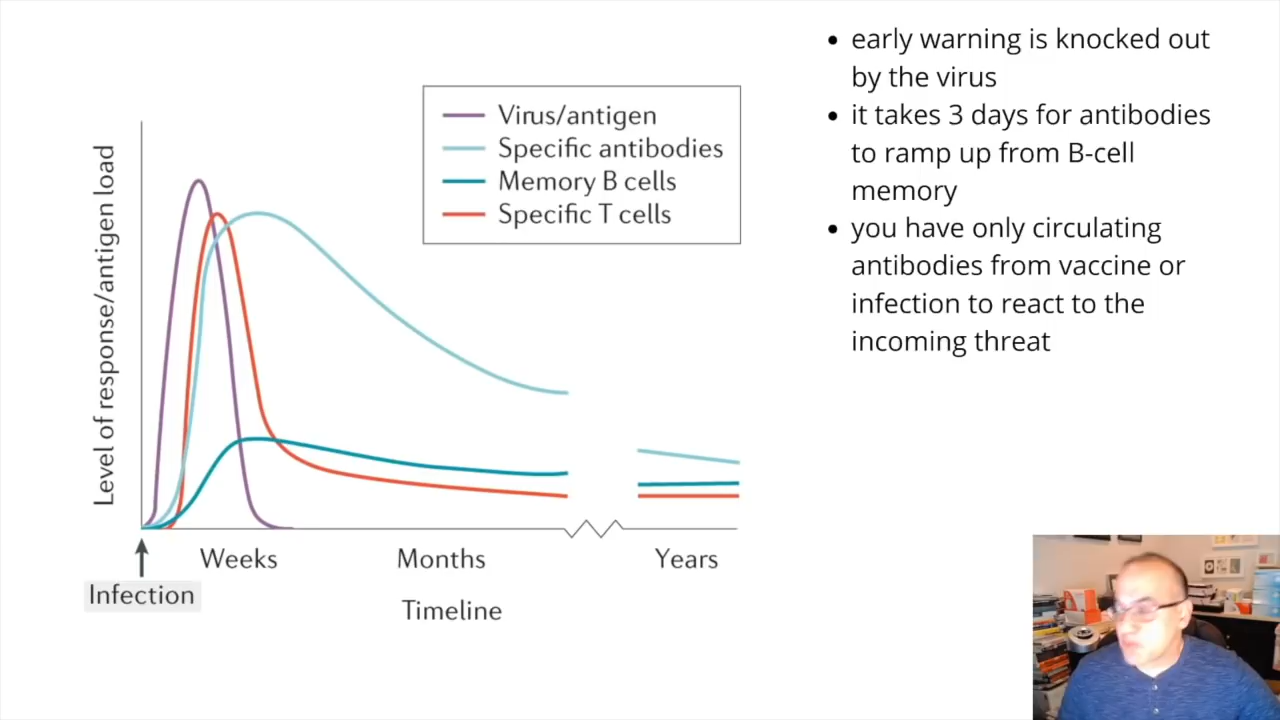 Level of response/antigen load
Virus/antigen
Specific antibodies
Memory B cells
Specific T cells
Weeks
Months
Years
Infection
Timeline
• early warning is knocked out
by the virus
• it takes 3 days for antibodies
to ramp up from B-cell
memory
• you have only circulating
antibodies from vaccine or
infection to react to the
incoming threat